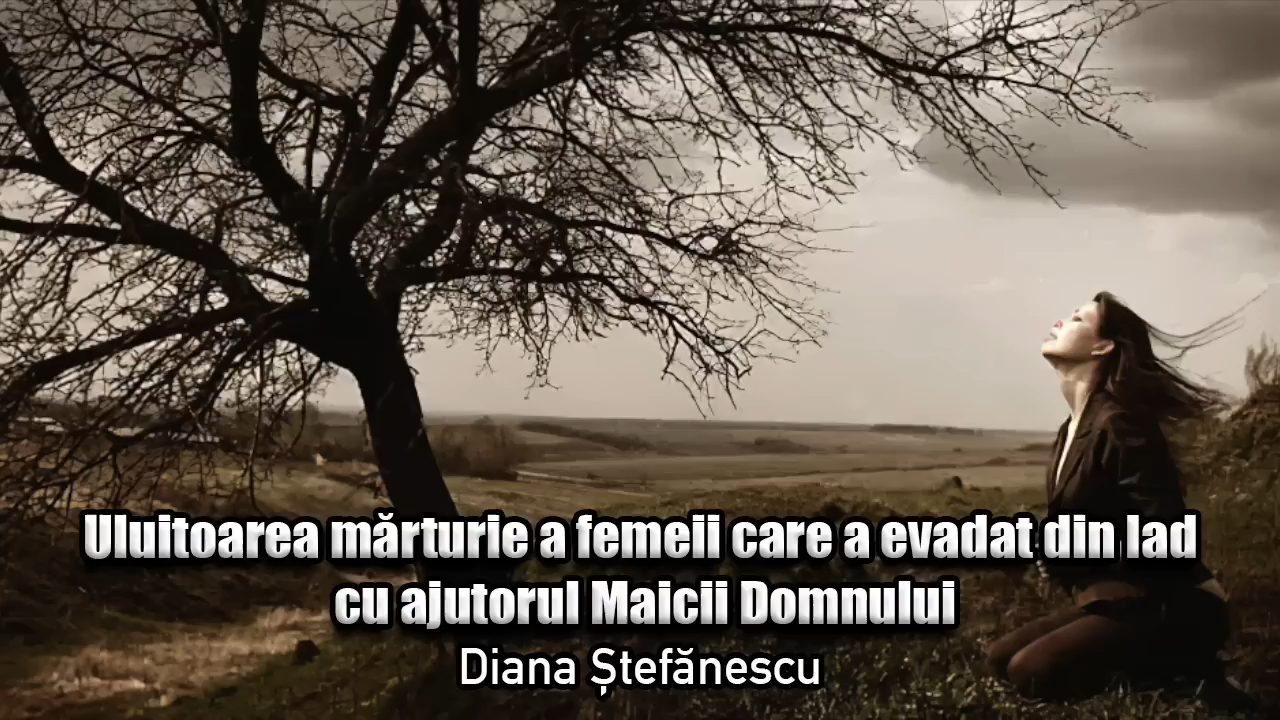 Uluitoarea mărturie a femeii care a evadat din Iad
cu ajutorul Maicii Domnului
Diana Ștefănescu